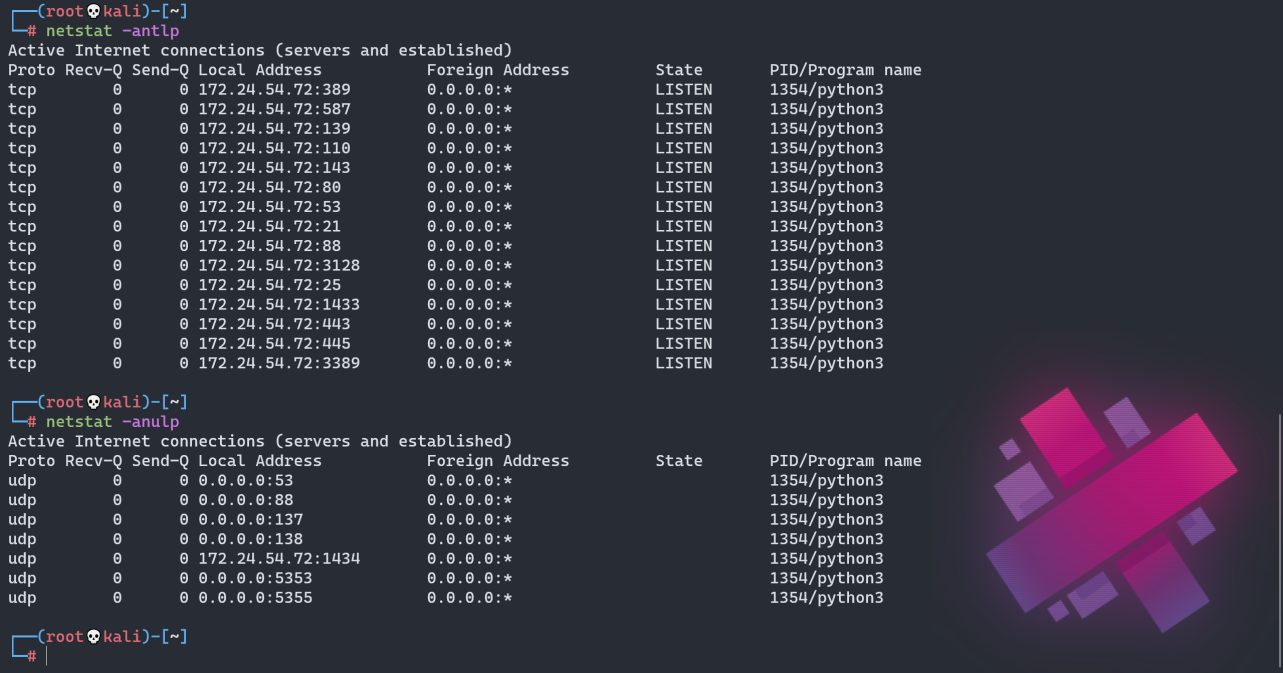 ┌──(root💀kali)-[~]
└─# netstat -antlp
Active Internet connections (servers and established)
Proto Recv-Q Send-Q Local Address           Foreign Address         State       PID/Program name
tcp        0      0 172.24.54.72:389        0.0.0.0:*               LISTEN      1354/python3
tcp        0      0 172.24.54.72:587        0.0.0.0:*               LISTEN      1354/python3
tcp        0      0 172.24.54.72:139        0.0.0.0:*               LISTEN      1354/python3
tcp        0      0 172.24.54.72:110        0.0.0.0:*               LISTEN      1354/python3
tcp        0      0 172.24.54.72:143        0.0.0.0:*               LISTEN      1354/python3
tcp        0      0 172.24.54.72:80         0.0.0.0:*               LISTEN      1354/python3
tcp        0      0 172.24.54.72:53         0.0.0.0:*               LISTEN      1354/python3
tcp        0      0 172.24.54.72:21         0.0.0.0:*               LISTEN      1354/python3
tcp        0      0 172.24.54.72:88         0.0.0.0:*               LISTEN      1354/python3
tcp        0      0 172.24.54.72:3128       0.0.0.0:*               LISTEN      1354/python3
tcp        0      0 172.24.54.72:25         0.0.0.0:*               LISTEN      1354/python3
tcp        0      0 172.24.54.72:1433       0.0.0.0:*               LISTEN      1354/python3
tcp        0      0 172.24.54.72:443        0.0.0.0:*               LISTEN      1354/python3
tcp        0      0 172.24.54.72:445        0.0.0.0:*               LISTEN      1354/python3
tcp        0      0 172.24.54.72:3389       0.0.0.0:*               LISTEN      1354/python3
┌──(root💀kali)-[~]
└─# netstat -anulp
Active Internet connections (servers and established)
Proto Recv-Q Send-Q Local Address           Foreign Address         State       PID/Program name
udp        0      0 0.0.0.0:53              0.0.0.0:*                           1354/python3
udp        0      0 0.0.0.0:88              0.0.0.0:*                           1354/python3
udp        0      0 0.0.0.0:137             0.0.0.0:*                           1354/python3
udp        0      0 0.0.0.0:138             0.0.0.0:*                           1354/python3
udp        0      0 172.24.54.72:1434       0.0.0.0:*                           1354/python3
udp        0      0 0.0.0.0:5353            0.0.0.0:*                           1354/python3
udp        0      0 0.0.0.0:5355            0.0.0.0:*                           1354/python3
┌──(root💀kali)-[~]
└─#